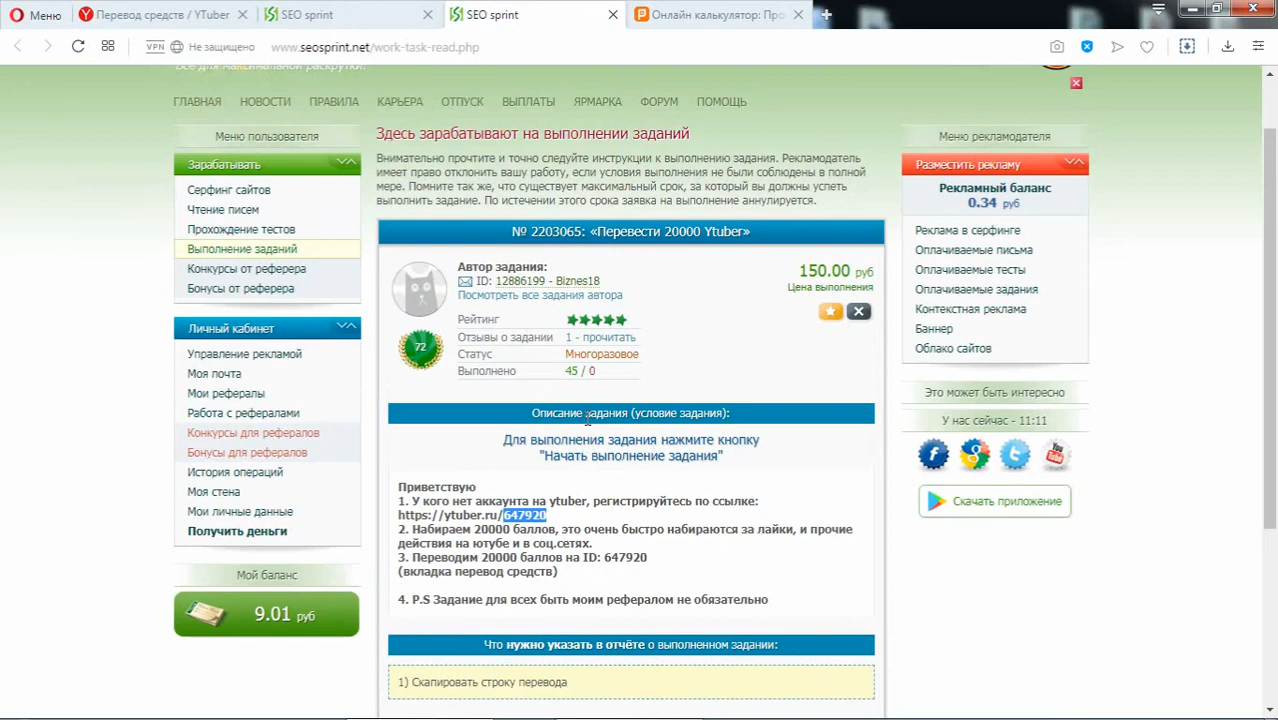 Меню
Перевод средств / YTuber
SEO sprint
SEO sprint
Онлайн калькулятор: Про
VPN
Не защищено
www.seosprint.net/work-task-read.php
Все для максимальной раскрутки.
ГЛАВНАЯ НОВОСТИ ПРАВИЛА КАРЬЕРА ОТПУСК ВЫПЛАТЫ ЯРМАРКА ФОРУМ ПОМОЩЬ
Меню пользователя
Зарабатывать
Серфинг сайтов
Чтение писем
Прохождение тестов
Выполнение заданий
Конкурсы от реферера
Бонусы от реферера
Личный кабинет
Управление рекламой
Моя почта
Мои рефералы
Работа с рефералами
Конкурсы для рефералов
Бонусы для рефералов
История операций
Моя стена
Мои личные данные
Получить деньги
Мой баланс
9.01 руб
Здесь зарабатывают на выполнении заданий
Внимательно прочтите и точно следуйте инструкции к выполнению задания. Рекламодатель
имеет право отклонить вашу работу, если условия выполнения не были соблюдены в полной
мере. Помните так же, что существует максимальный срок, за который вы должны успеть
выполнить задание. По истечении этого срока заявка на выполнение аннулируется.
№ 2203065: «Перевести 20000 Ytuber»
Автор задания:
ID: 12886199 - Biznes18
Посмотреть все задания автора
72
Рейтинг
Отзывы о задании 1 - прочитать
Статус Многоразовое
Выполнено 45 / 0
150.00 руб
Цена выполнения
Описание задания (условие задания):
Для выполнения задания нажмите кнопку
"Начать выполнение задания"
Приветствую
1. У кого нет аккаунта на ytuber, регистрируйтесь по ссылке:
https://ytuber.ru/647920
2. Набираем 20000 баллов, это очень быстро набираются за лайки, и прочие
действия на ютубе и в соц.сетях.
3. Переводим 20000 баллов на ID: 647920
(вкладка перевод средств)
4. P.S Задание для всех быть моим рефералом не обязательно
Что нужно указать в отчёте о выполненном задании:
1) Скапировать строку перевода
Меню рекламодателя
Разместить рекламу
Рекламный баланс
0.34 руб
Реклама в серфинге
Оплачиваемые письма
Оплачиваемые тесты
Оплачиваемые задания
Контекстная реклама
Баннер
Облако сайтов
Это может быть интересно
У нас сейчас - 11:11
You
Tube
Скачать приложение